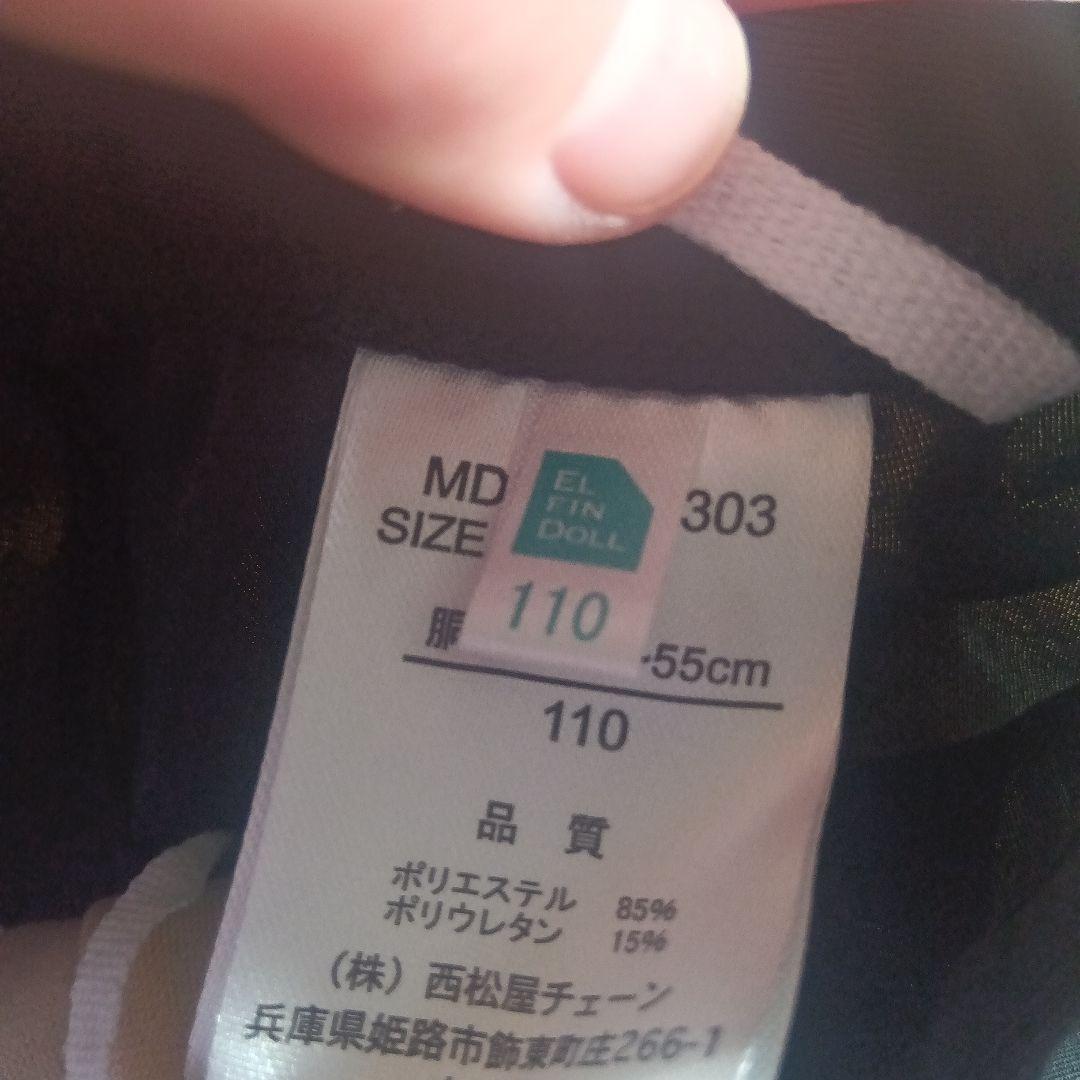 MD 303
SIZE
EL
FIN
DOLL
110
服 -55cm
110
品 質
ポリエステル 85%
ポリウレタン 15%
(株) 西松屋チェーン
兵庫県姫路市飾東町庄266-1